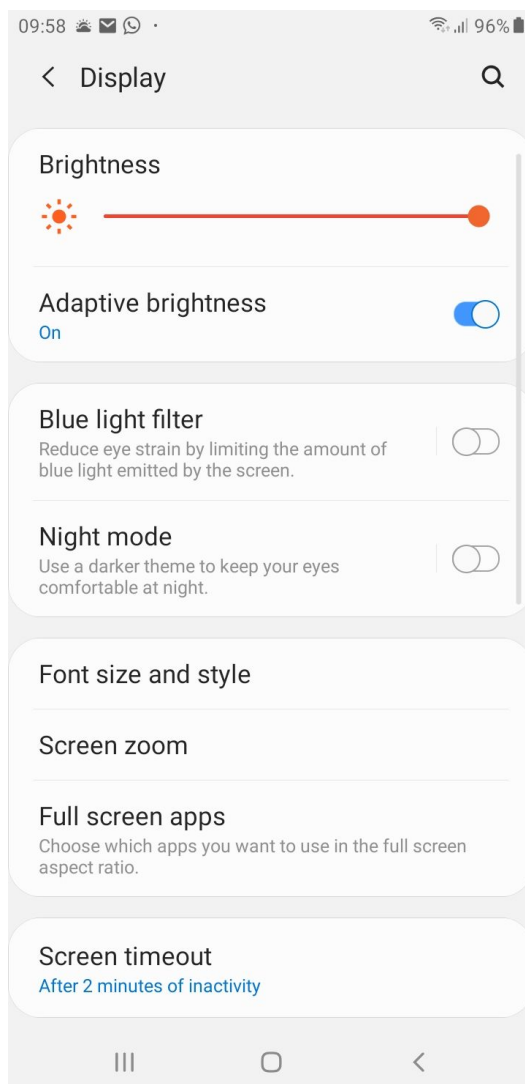 09:58
96%
Display
Brightness
Adaptive brightness
On
Blue light filter
Reduce eye strain by limiting the amount of
blue light emitted by the screen.
Night mode
Use a darker theme to keep your eyes
comfortable at night.
Font size and style
Screen zoom
Full screen apps
Choose which apps you want to use in the full screen
aspect ratio.
Screen timeout
After 2 minutes of inactivity